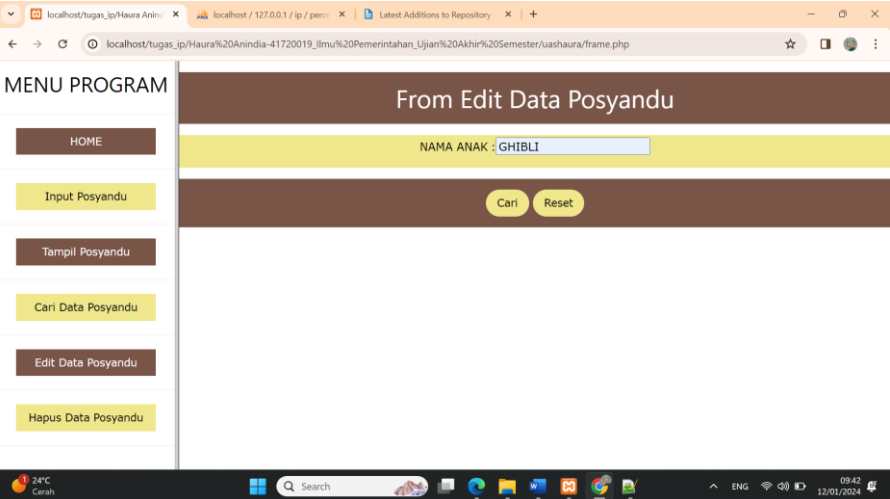 localhost/tugas_ip/Haura Anind
localhost / 127.0.0.1 / ip / perce
Latest Additions to Repository
localhost/tugas_ip/Haura%20Anindia-41720019_Ilmu%20Pemerintahan_Ujian%20Akhir%20Semester/uashaura/frame.php
MENU PROGRAM
HOME
Input Posyandu
Tampil Posyandu
Cari Data Posyandu
Edit Data Posyandu
Hapus Data Posyandu
From Edit Data Posyandu
NAMA ANAK : GHIBLI
Cari Reset
1
24°C
Cerah
Search
ENG
09:42
12/01/2024